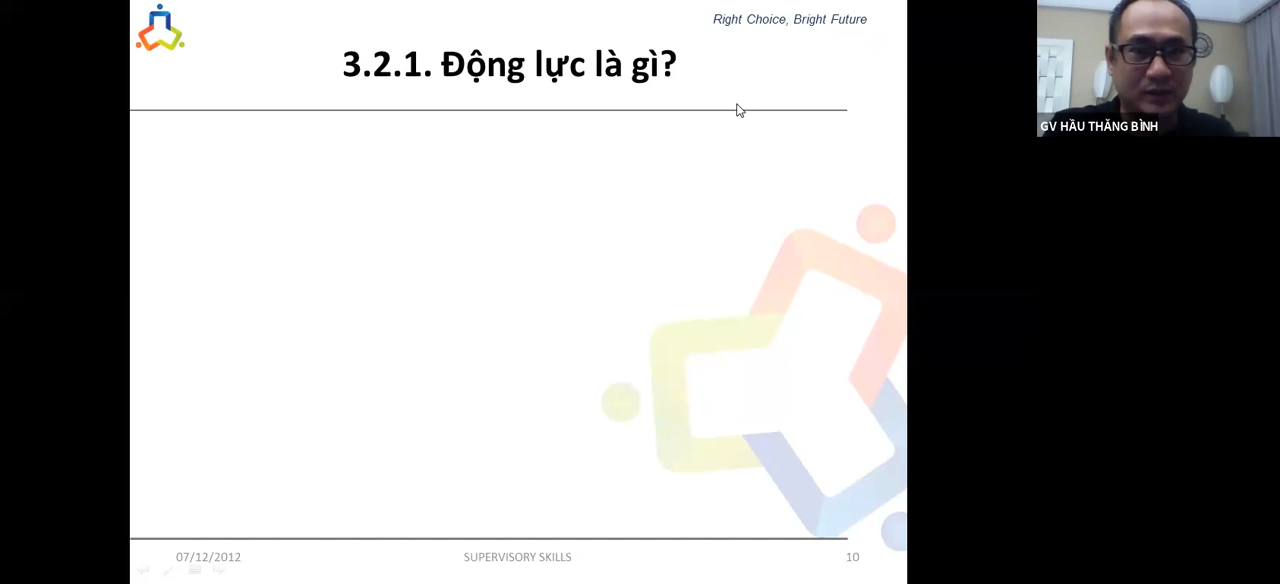 Right Choice, Bright Future
3.2.1. Động lực là gì?
GV HẦU THĂNG BÌNH
07/12/2012
SUPERVISORY SKILLS
10